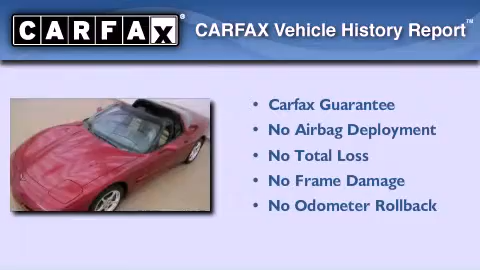 CARFAX®
CARFAX Vehicle History Report™
• Carfax Guarantee
• No Airbag Deployment
• No Total Loss
• No Frame Damage
• No Odometer Rollback